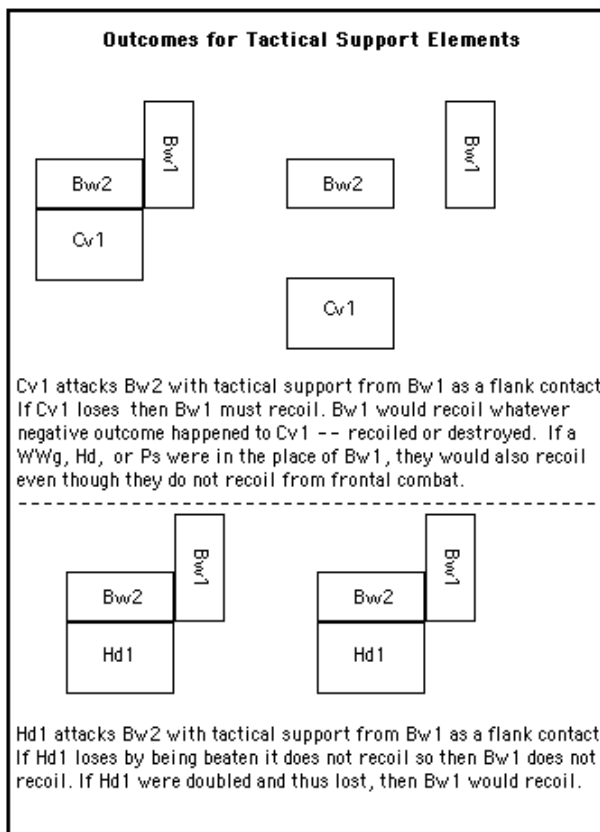 Outcomes for Tactical Support Elements
Bw1
Bw1
Bw2
Bw2
Cv1
Cv1
Cv1 attacks Bw2 with tactical support from Bw1 as a flank contact
If Cv1 loses then Bw1 must recoil. Bw1 would recoil whatever
negative outcome happened to Cv1 -- recoiled or destroyed. If a
WWg, Hd, or Ps were in the place of Bw1, they would also recoil
even though they do not recoil from frontal combat.
Bw1
Bw1
Bw2
Bw2
Hd1
Hd1
Hd1 attacks Bw2 with tactical support from Bw1 as a flank contact
If Hd1 loses by being beaten it does not recoil so then Bw1 does not
recoil. If Hd1 were doubled and thus lost, then Bw1 would recoil.